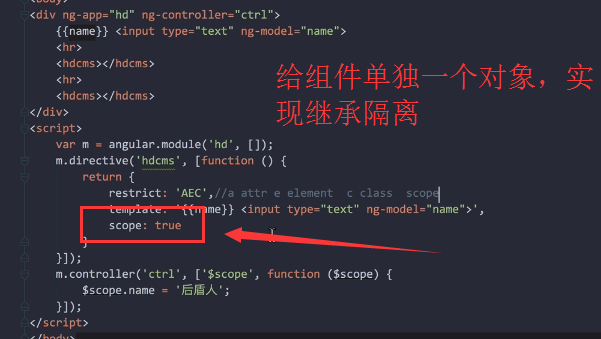 <body>
<div ng-app="hd" ng-controller="ctrl">
{{name}} <input type="text" ng-model="name">
<hr>
<hdcms></hdcms>
<hr>
<hdcms></hdcms>
</div>
给组件单独一个对象，实
现继承隔离
<script>
var m = angular.module('hd', []);
m.directive('hdcms', [function () {
return {
restrict: 'AEC',//a attr e element  c class  scope
template: '{{name}} <input type="text" ng-model="name">',
scope: true
}
}]);
m.controller('ctrl', ['$scope', function ($scope) {
$scope.name = '后盾人';
}]);
</script>
</body>